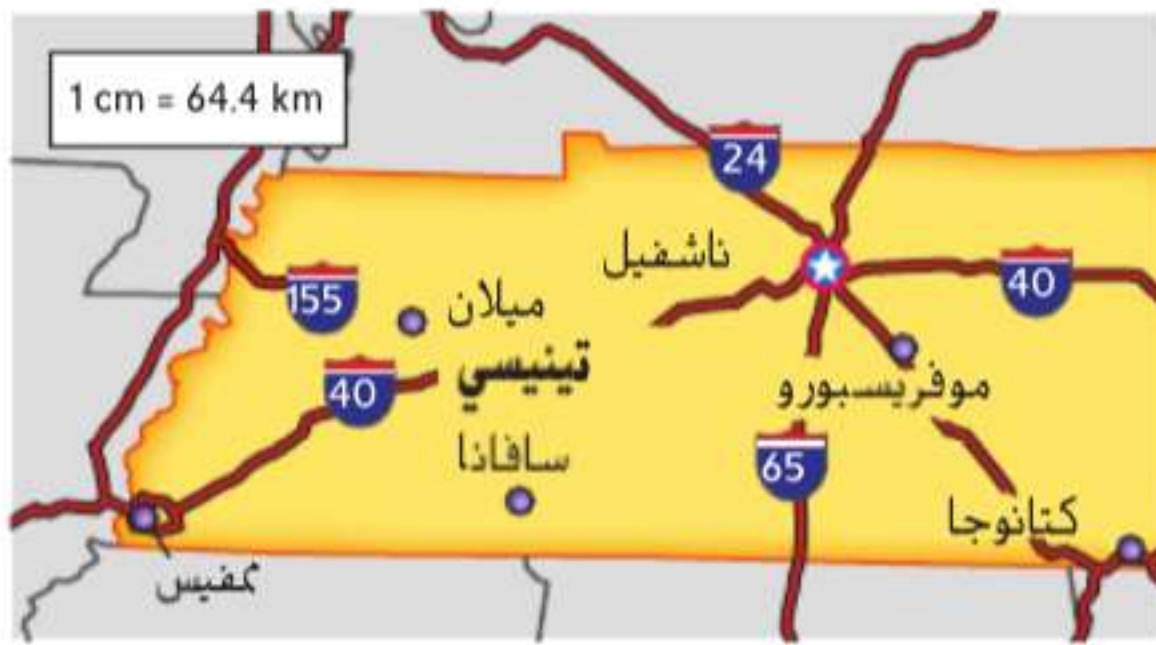 1 cm = 64.4 km
24
ناشفيل
40
155
ميلان
تينيسي
40
موفريسبورو
سافانا
65
كتانوجا
ممفيس